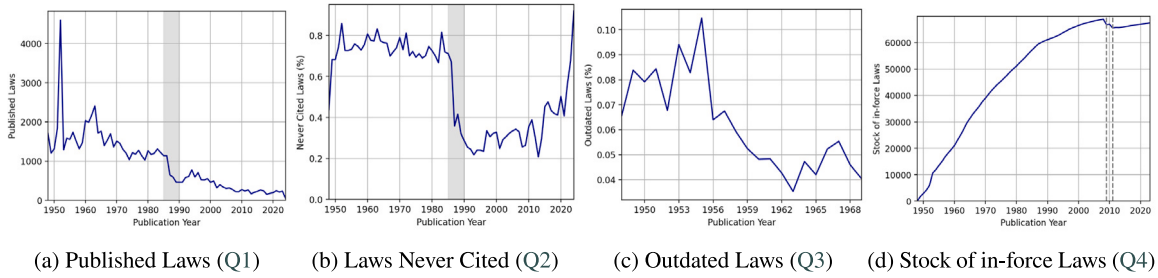 4000
3000
2000
1000
0
Published Laws
1950 1960 1970 1980 1990 2000 2010 2020
Publication Year
(a) Published Laws (Q1)
0.8
0.6
0.4
0.2
0.0
Never Cited Laws (%)
1950 1960 1970 1980 1990 2000 2010 2020
Publication Year
(b) Laws Never Cited (Q2)
0.10
0.09
0.08
0.07
0.06
0.05
0.04
Outdated Laws (%)
1950 1953 1956 1959 1962 1965 1968
Publication Year
(c) Outdated Laws (Q3)
60000
50000
40000
30000
20000
10000
0
Stock of in-force Laws
1950 1960 1970 1980 1990 2000 2010 2020
Publication Year
(d) Stock of in-force Laws (Q4)